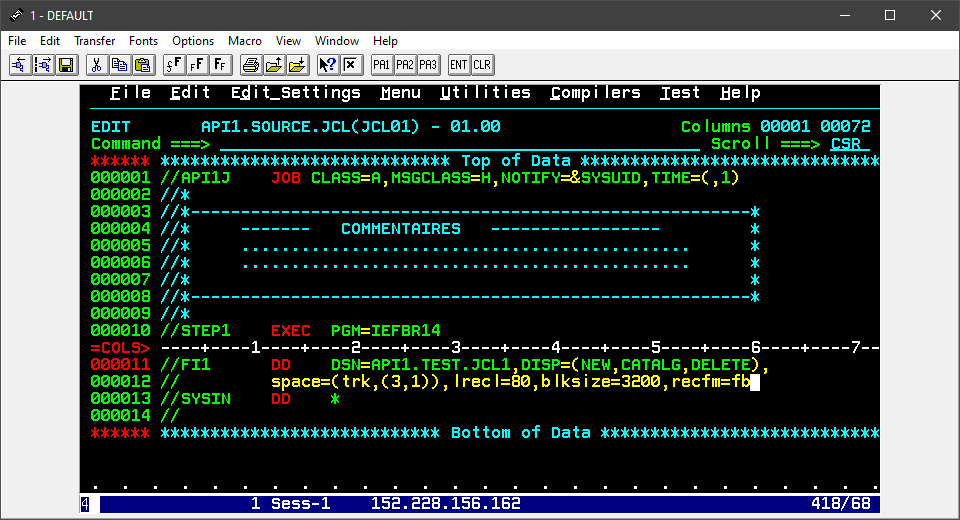 1 - DEFAULT
File Edit Transfer Fonts Options Macro View Window Help
PA1 PA2 PA3 ENT CLR
File Edit Edit_Settings Menu Utilities Compilers Test Help
EDIT API1.SOURCE.JCL(JCL01) - 01.00 Columns 00001 00072
Command ===> Scroll ===> CSR
****** ***************************** Top of Data ******************************
000001 //API1J    JOB CLASS=A,MSGCLASS=H,NOTIFY=&SYSUID,TIME=(,1)
000002 //*
000003 //*--------------------------------------------------------*
000004 //*     -------   COMMENTAIRES   -----------------         *
000005 //*     .............................................      *
000006 //*     .............................................      *
000007 //*                                                        *
000008 //*--------------------------------------------------------*
000009 //*
000010 //STEP1    EXEC  PGM=IEFBR14
=COLS> ----+----1----+----2----+----3----+----4----+----5----+----6----+----7--
000011 //FI1      DD    DSN=API1.TEST.JCL1,DISP=(NEW,CATALG,DELETE),
000012 //         space=(trk,(3,1)),lrecl=80,blksize=3200,recfm=fb
000013 //SYSIN    DD    *
000014 //
****** **************************** Bottom of Data ****************************
. . . . . . . . . . . . . . . .
4 1 Sess-1 152.228.156.162 418/68